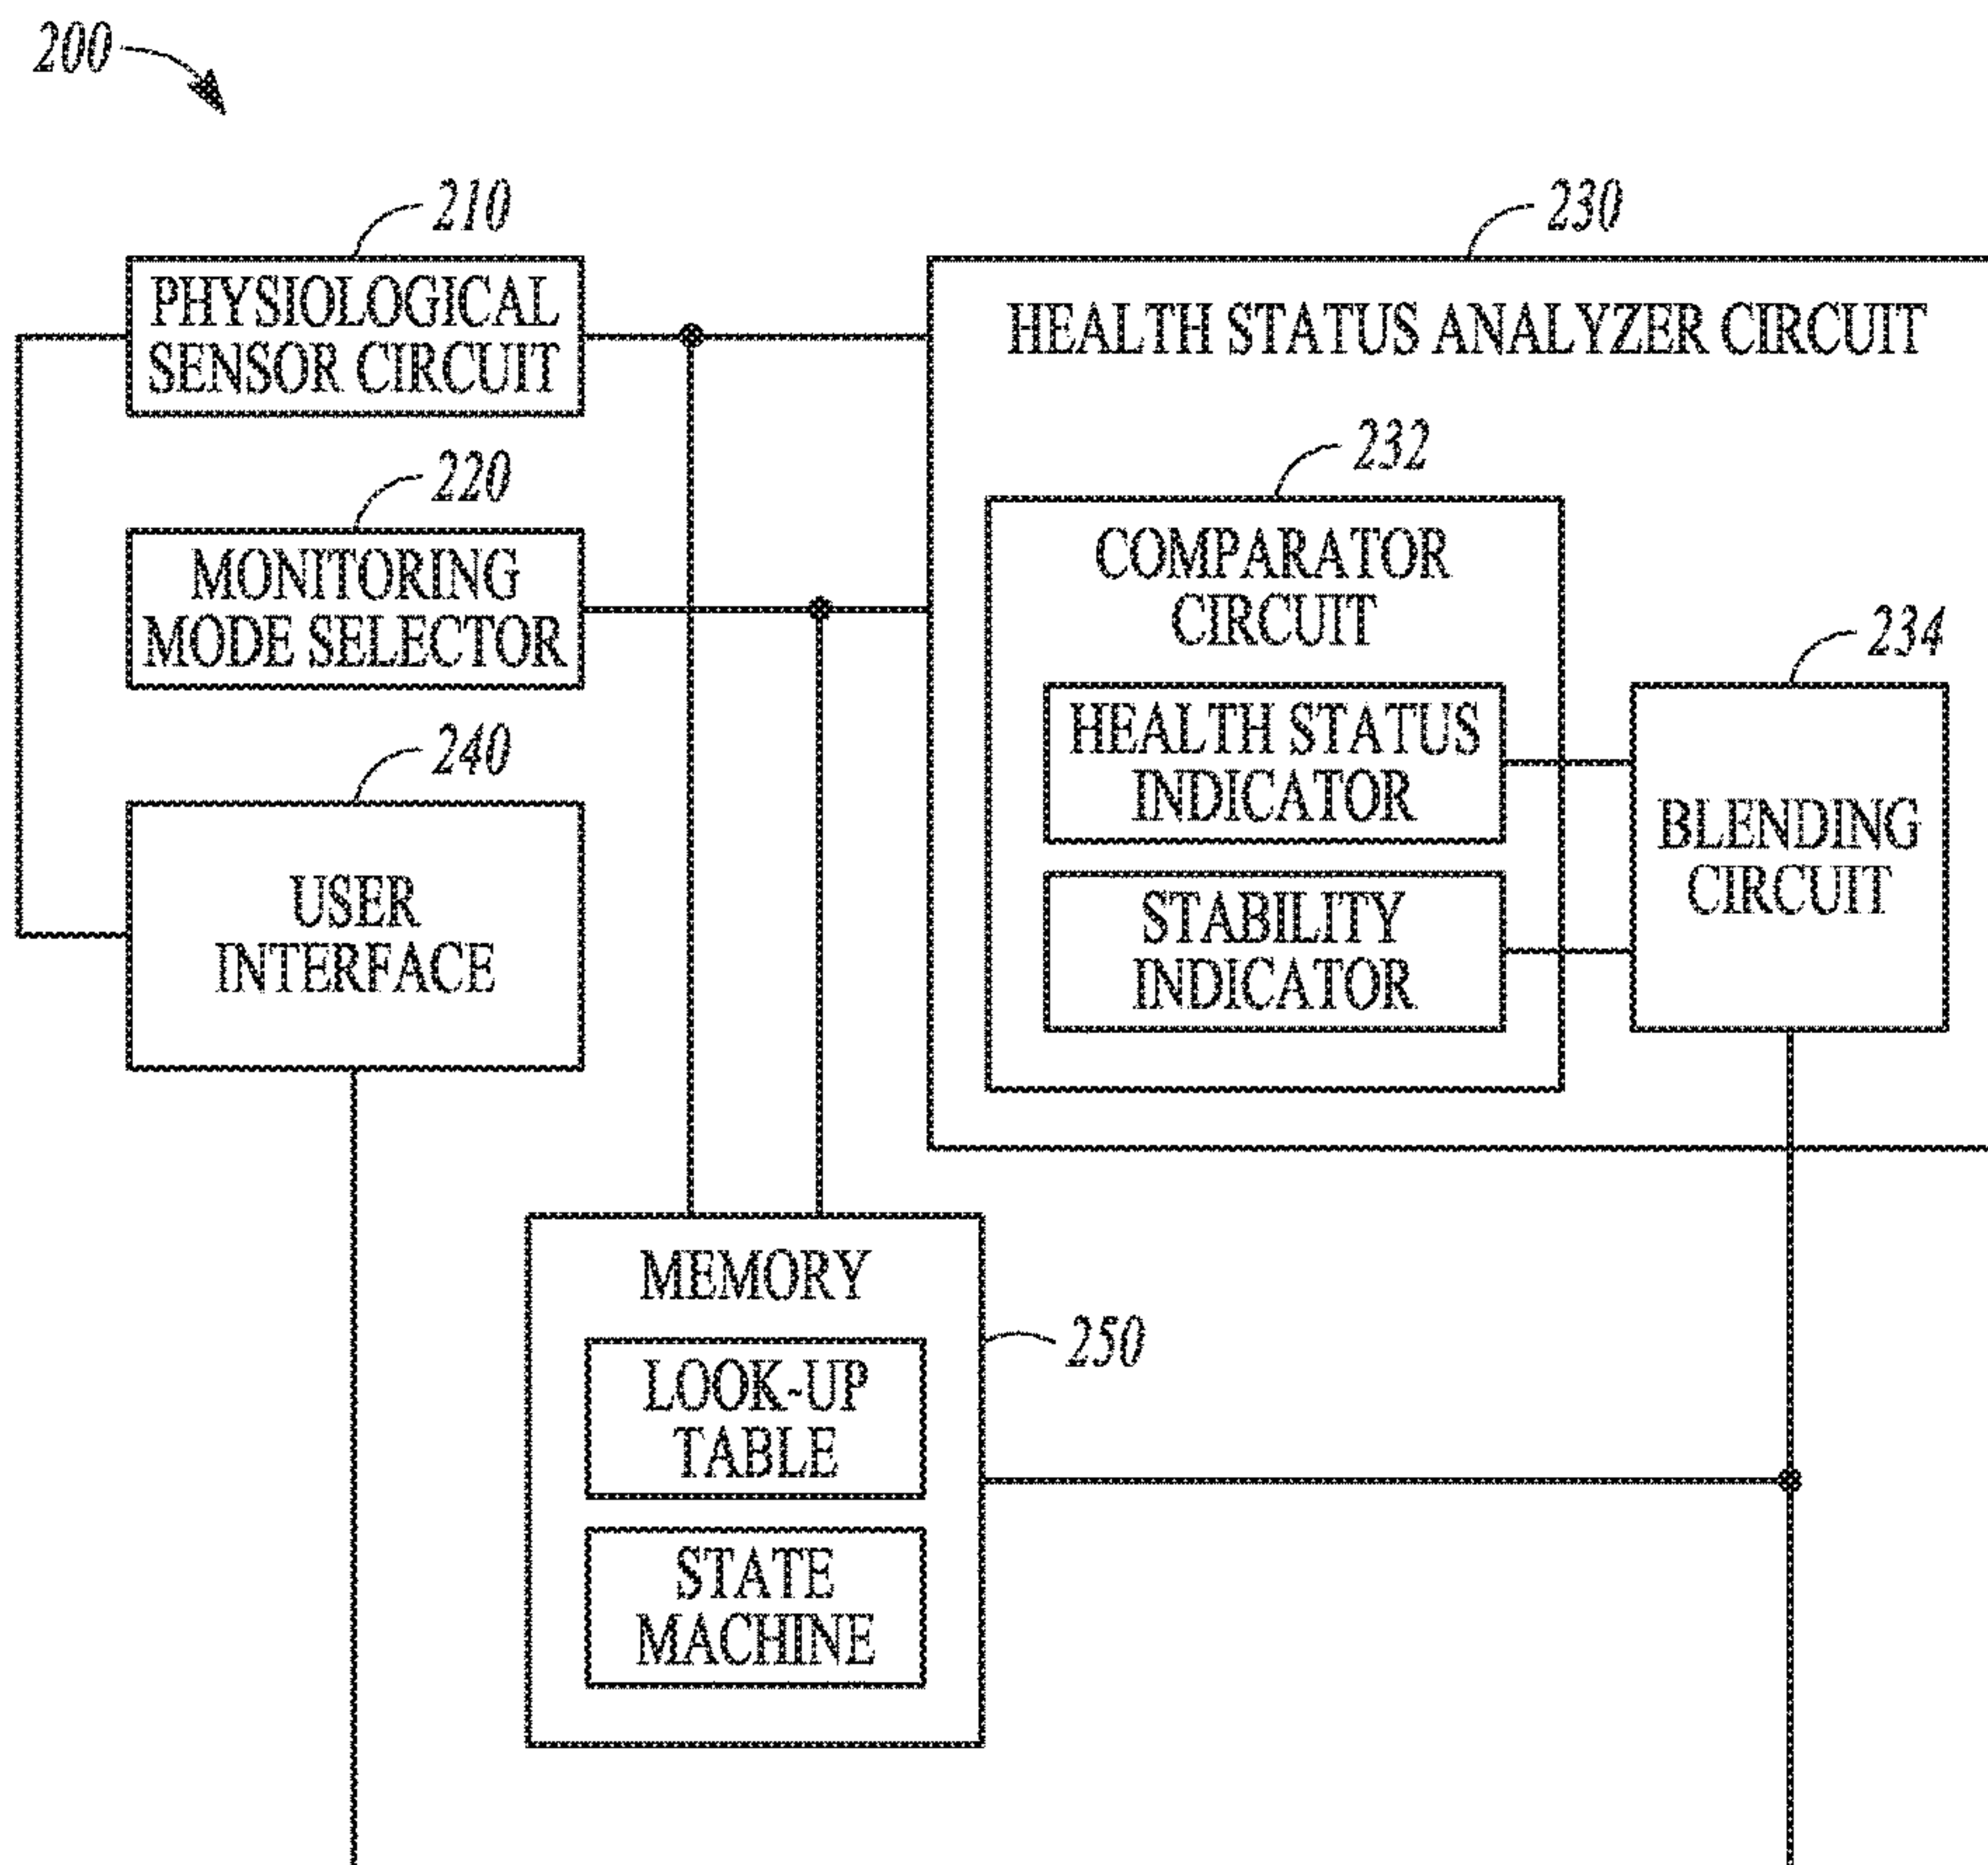 200
210
PHYSIOLOGICAL
SENSOR CIRCUIT
220
MONITORING
MODE SELECTOR
240
USER
INTERFACE
230
HEALTH STATUS ANALYZER CIRCUIT
232
COMPARATOR
CIRCUIT
HEALTH STATUS
INDICATOR
STABILITY
INDICATOR
234
BLENDING
CIRCUIT
MEMORY
250
LOOK-UP
TABLE
STATE
MACHINE